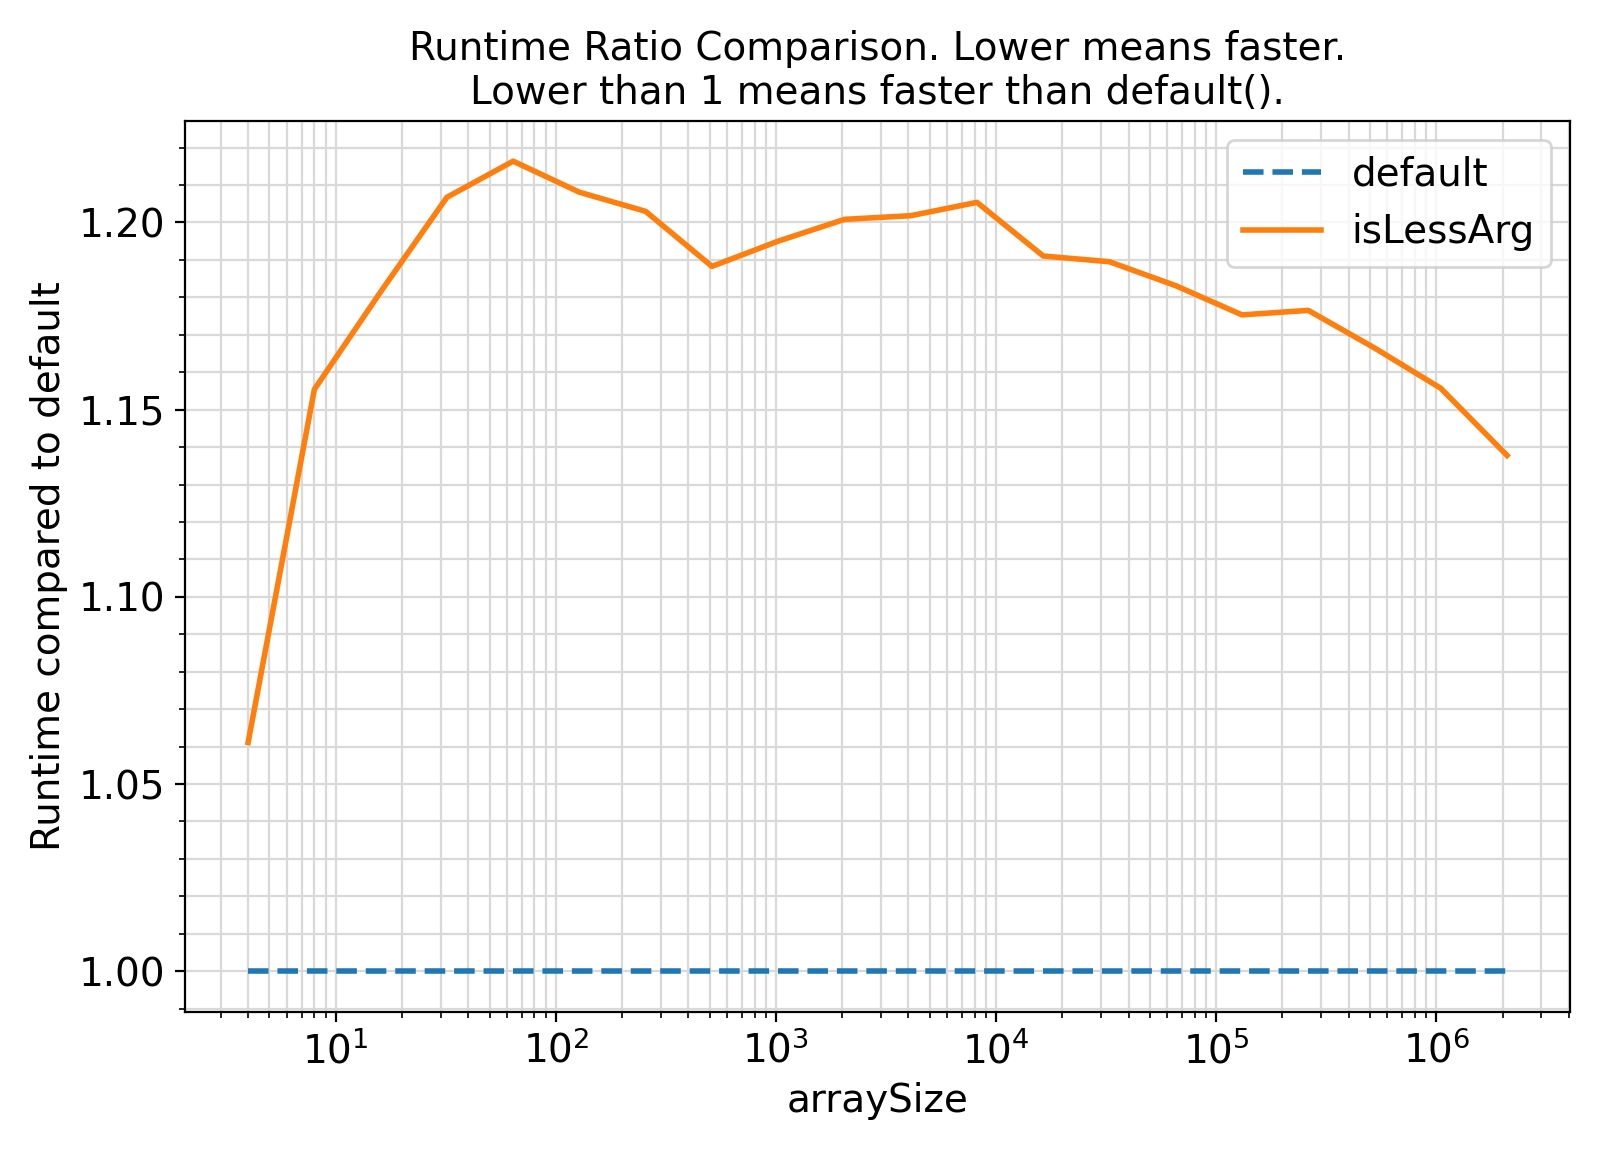 Runtime Ratio Comparison. Lower means faster.
Lower than 1 means faster than default().
default
isLessArg
Runtime compared to default
1.20
1.15
1.10
1.05
1.00
10¹ 10² 10³ 10⁴ 10⁵ 10⁶
arraySize